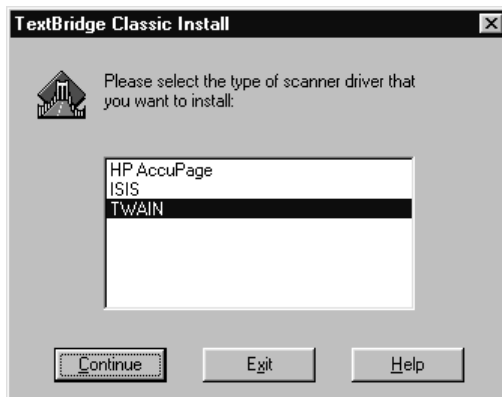 TextBridge Classic Install
Please select the type of scanner driver that
you want to install:
HP AccuPage
ISIS
TWAIN
Continue
Exit
Help